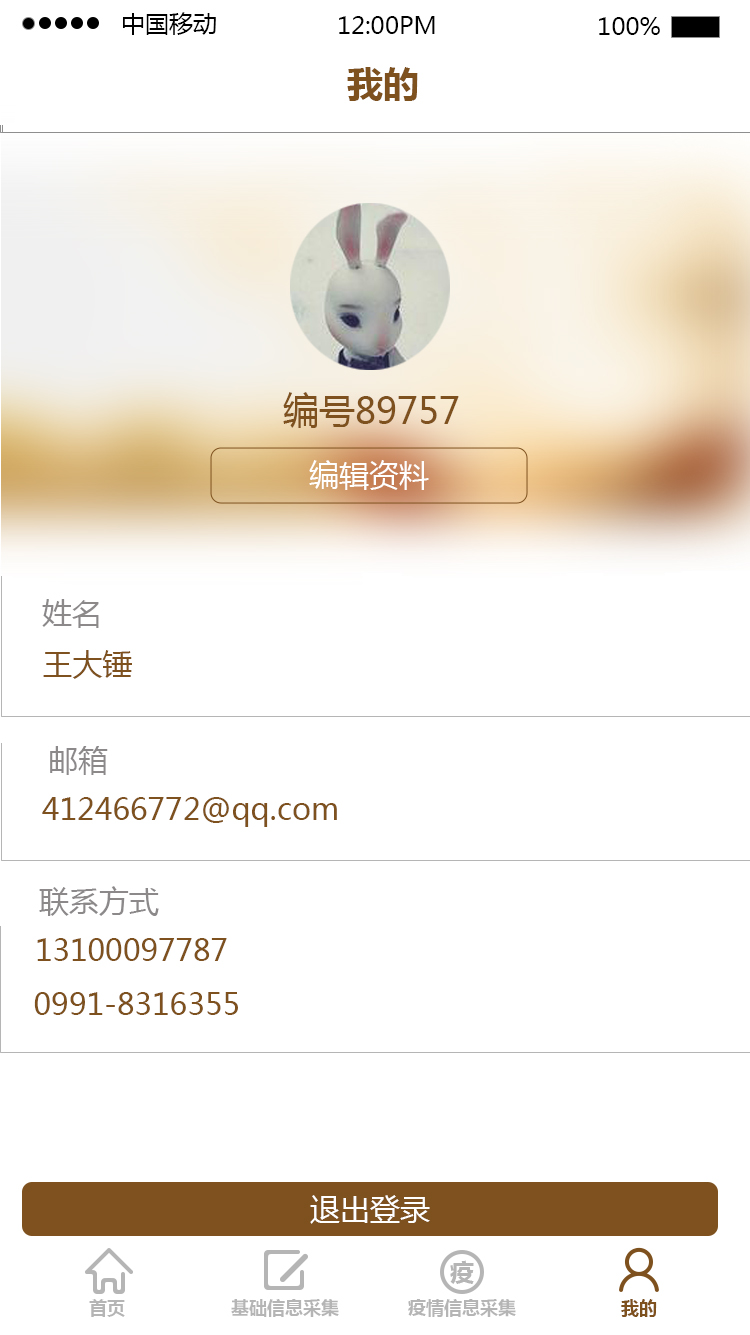 中国移动 12:00PM 100%
我的
编号89757
编辑资料
姓名
王大锤
邮箱
412466772@qq.com
联系方式
13100097787
0991-8316355
退出登录
疫
首页 基础信息采集 疫情信息采集 我的